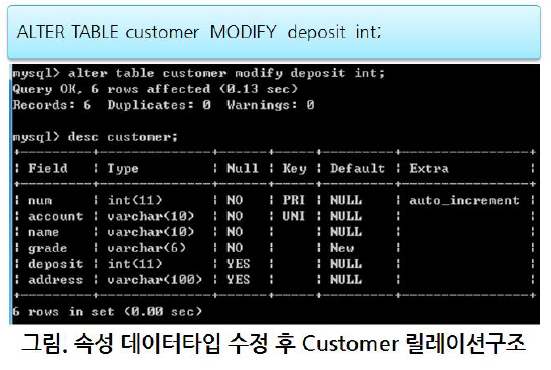 ALTER TABLE customer MODIFY deposit int;
mysql> alter table customer modify deposit int;
Query OK, 6 rows affected (0.13 sec)
Records: 6  Duplicates: 0  Warnings: 0
mysql> desc customer;
+----------+--------------+------+-----+---------+----------------+
| Field    | Type         | Null | Key | Default | Extra          |
+----------+--------------+------+-----+---------+----------------+
| num      | int(11)      | NO   | PRI | NULL    | auto_increment |
| account  | varchar(10)  | NO   | UNI | NULL    |                |
| name     | varchar(10)  | NO   |     | NULL    |                |
| grade    | varchar(6)   | NO   |     | New     |                |
| deposit  | int(11)      | YES  |     | NULL    |                |
| address  | varchar(100) | YES  |     | NULL    |                |
+----------+--------------+------+-----+---------+----------------+
6 rows in set (0.00 sec)
그림. 속성 데이터타입 수정 후 Customer 릴레이션구조